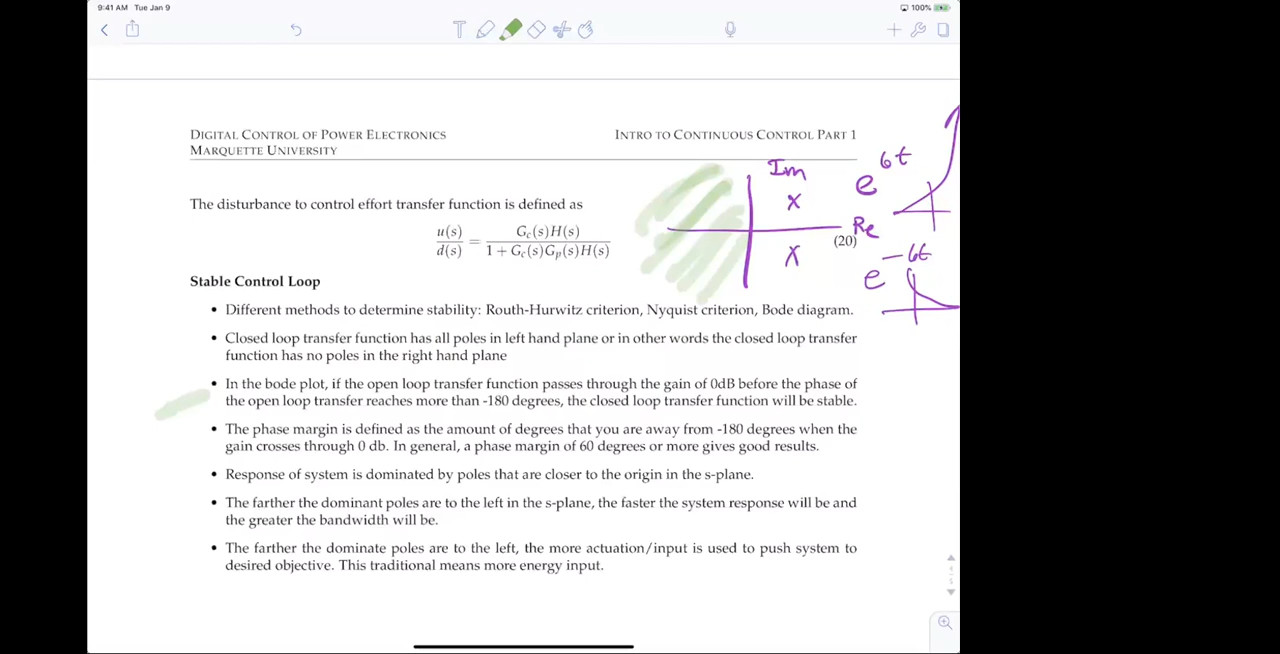 9:41 AM Tue Jan 9
100%
DIGITAL CONTROL OF POWER ELECTRONICS
INTRO TO CONTINUOUS CONTROL PART 1
MARQUETTE UNIVERSITY
Im
x
e^6t
The disturbance to control effort transfer function is defined as
Re
u(s)/d(s) = G_c(s)H(s)/1 + G_c(s)G_p(s)H(s)
(20)
x
e^-6t
Stable Control Loop
• Different methods to determine stability: Routh-Hurwitz criterion, Nyquist criterion, Bode diagram.
• Closed loop transfer function has all poles in left hand plane or in other words the closed loop transfer
function has no poles in the right hand plane
• In the bode plot, if the open loop transfer function passes through the gain of 0dB before the phase of
the open loop transfer reaches more than -180 degrees, the closed loop transfer function will be stable.
• The phase margin is defined as the amount of degrees that you are away from -180 degrees when the
gain crosses through 0 db. In general, a phase margin of 60 degrees or more gives good results.
• Response of system is dominated by poles that are closer to the origin in the s-plane.
• The farther the dominant poles are to the left in the s-plane, the faster the system response will be and
the greater the bandwidth will be.
• The farther the dominate poles are to the left, the more actuation/input is used to push system to
desired objective. This traditional means more energy input.